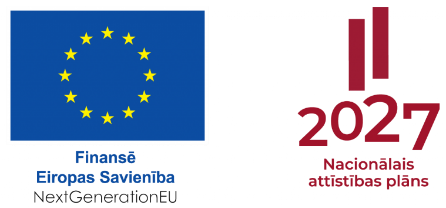 Finansē
Eiropas Savienība
NextGenerationEU
2027
Nacionālais
attīstības plāns